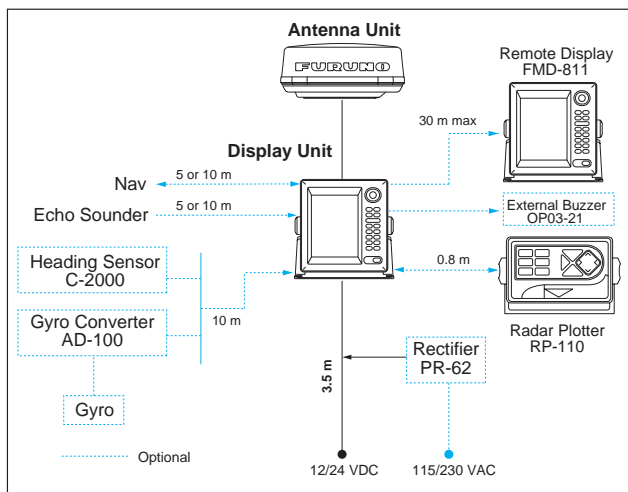 Antenna Unit
FURUNO
Remote Display
FMD-811
30 m max
Display Unit
Nav
5 or 10 m
Echo Sounder
5 or 10 m
External Buzzer
OP03-21
Heading Sensor
C-2000
0.8 m
10 m
Gyro Converter
AD-100
Radar Plotter
RP-110
Rectifier
PR-62
3.5 m
Gyro
Optional
12/24 VDC
115/230 VAC